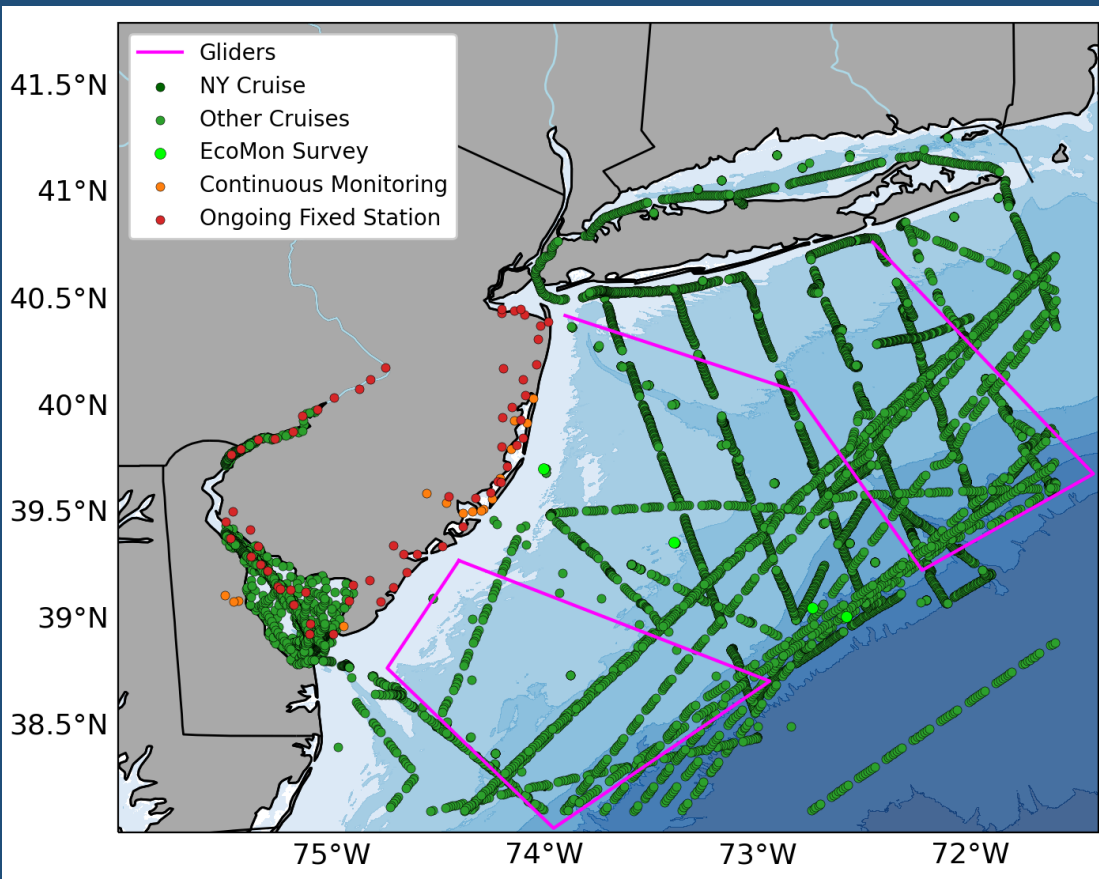 Gliders
NY Cruise
Other Cruises
EcoMon Survey
Continuous Monitoring
Ongoing Fixed Station
41.5°N
41°N
40.5°N
40°N
39.5°N
39°N
38.5°N
75°W 74°W 73°W 72°W